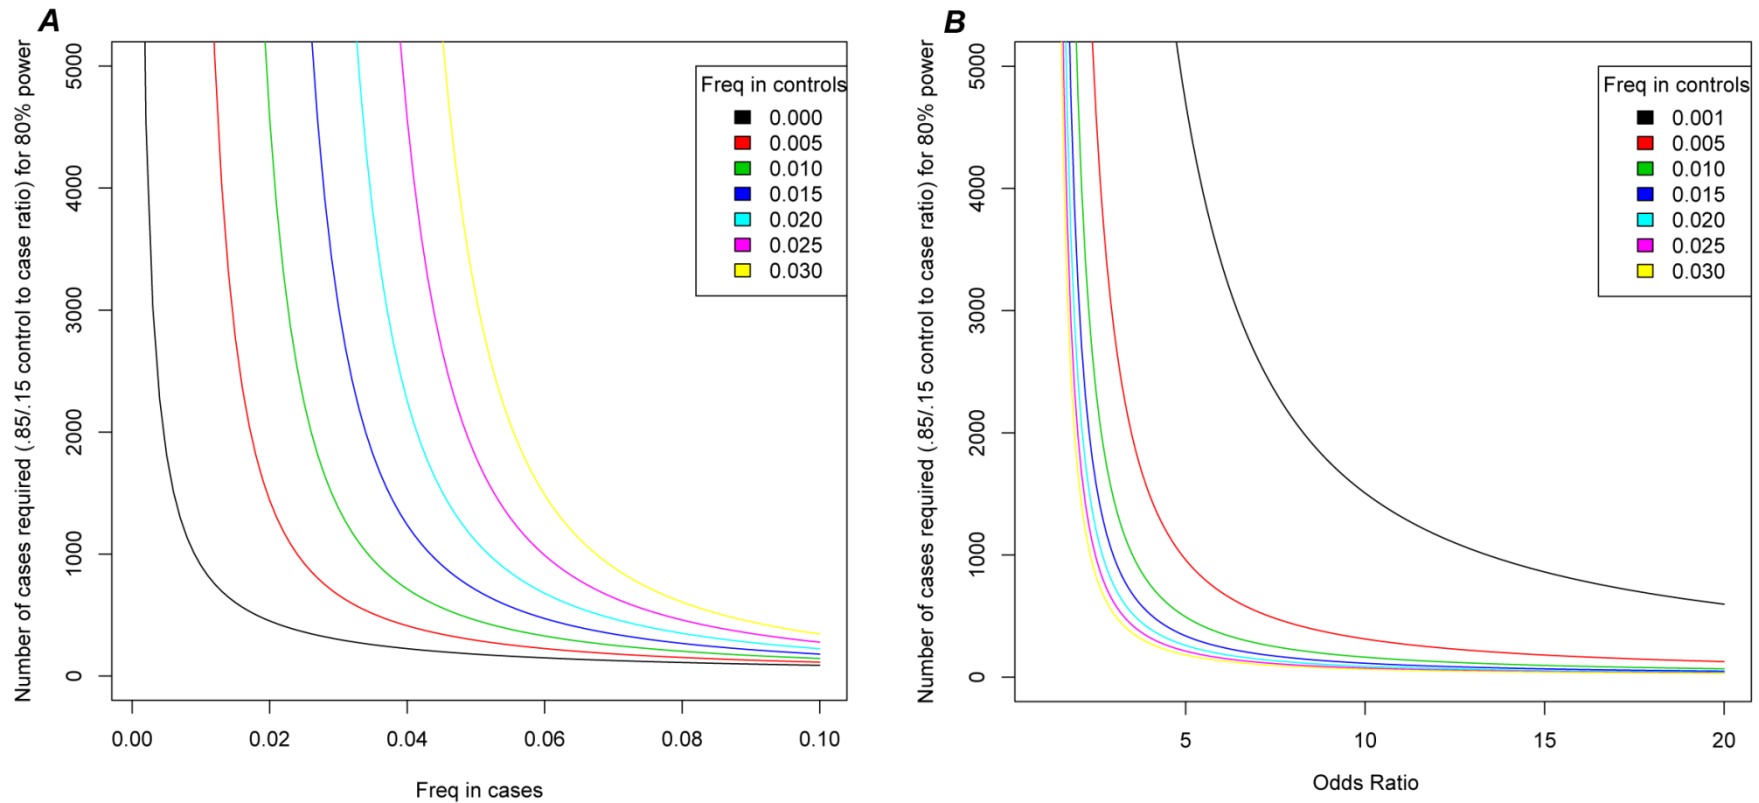 A
Number of cases required (.85/.15 control to case ratio) for 80% power
5000
4000
3000
2000
1000
0
Freq in controls
0.000
0.005
0.010
0.015
0.020
0.025
0.030
0.00 0.02 0.04 0.06 0.08 0.10
Freq in cases
B
Number of cases required (.85/.15 control to case ratio) for 80% power
5000
4000
3000
2000
1000
0
Freq in controls
0.001
0.005
0.010
0.015
0.020
0.025
0.030
5 10 15 20
Odds Ratio